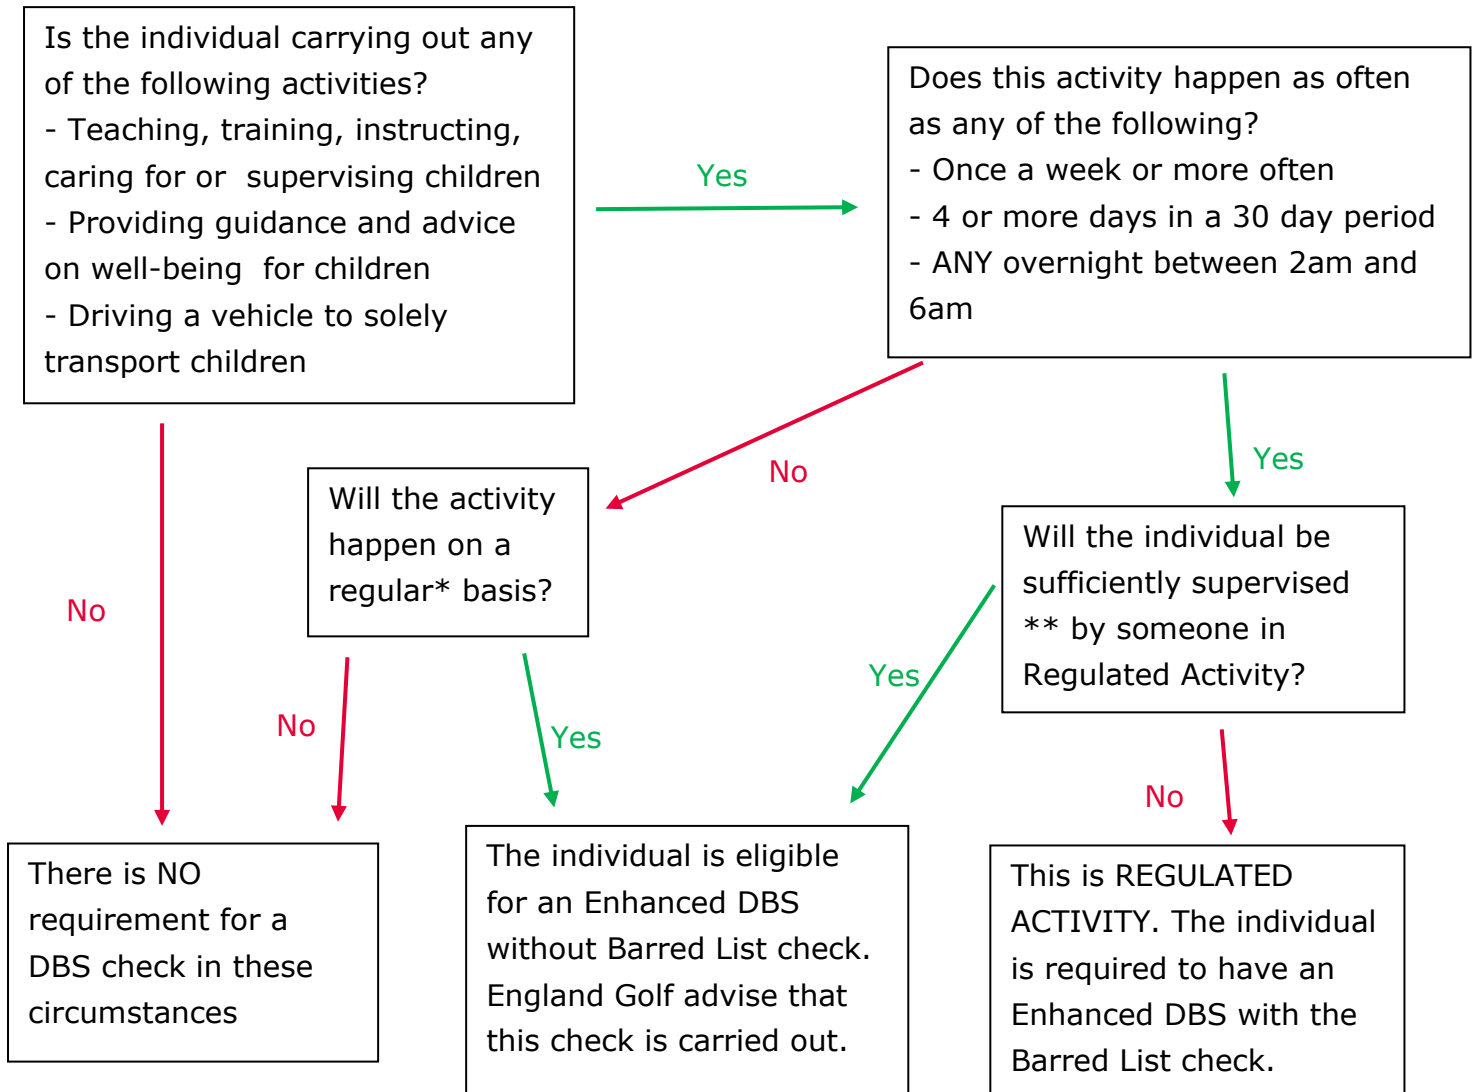 Is the individual carrying out any
of the following activities?
- Teaching, training, instructing,
caring for or  supervising children
- Providing guidance and advice
on well-being  for children
- Driving a vehicle to solely
transport children
Yes
Does this activity happen as often
as any of the following?
- Once a week or more often
- 4 or more days in a 30 day period
- ANY overnight between 2am and
6am
No
Yes
Will the activity
happen on a
regular* basis?
Will the individual be
sufficiently supervised
** by someone in
Regulated Activity?
No
No
Yes
Yes
No
There is NO
requirement for a
DBS check in these
circumstances
The individual is eligible
for an Enhanced DBS
without Barred List check.
England Golf advise that
this check is carried out.
This is REGULATED
ACTIVITY. The individual
is required to have an
Enhanced DBS with the
Barred List check.